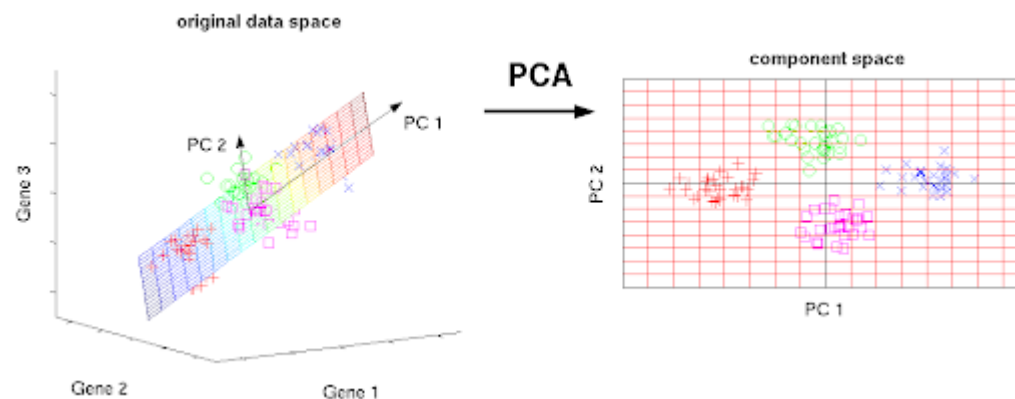 original data space
PC 1
PC 2
Gene 3
Gene 2
Gene 1
PCA
component space
PC 2
PC 1